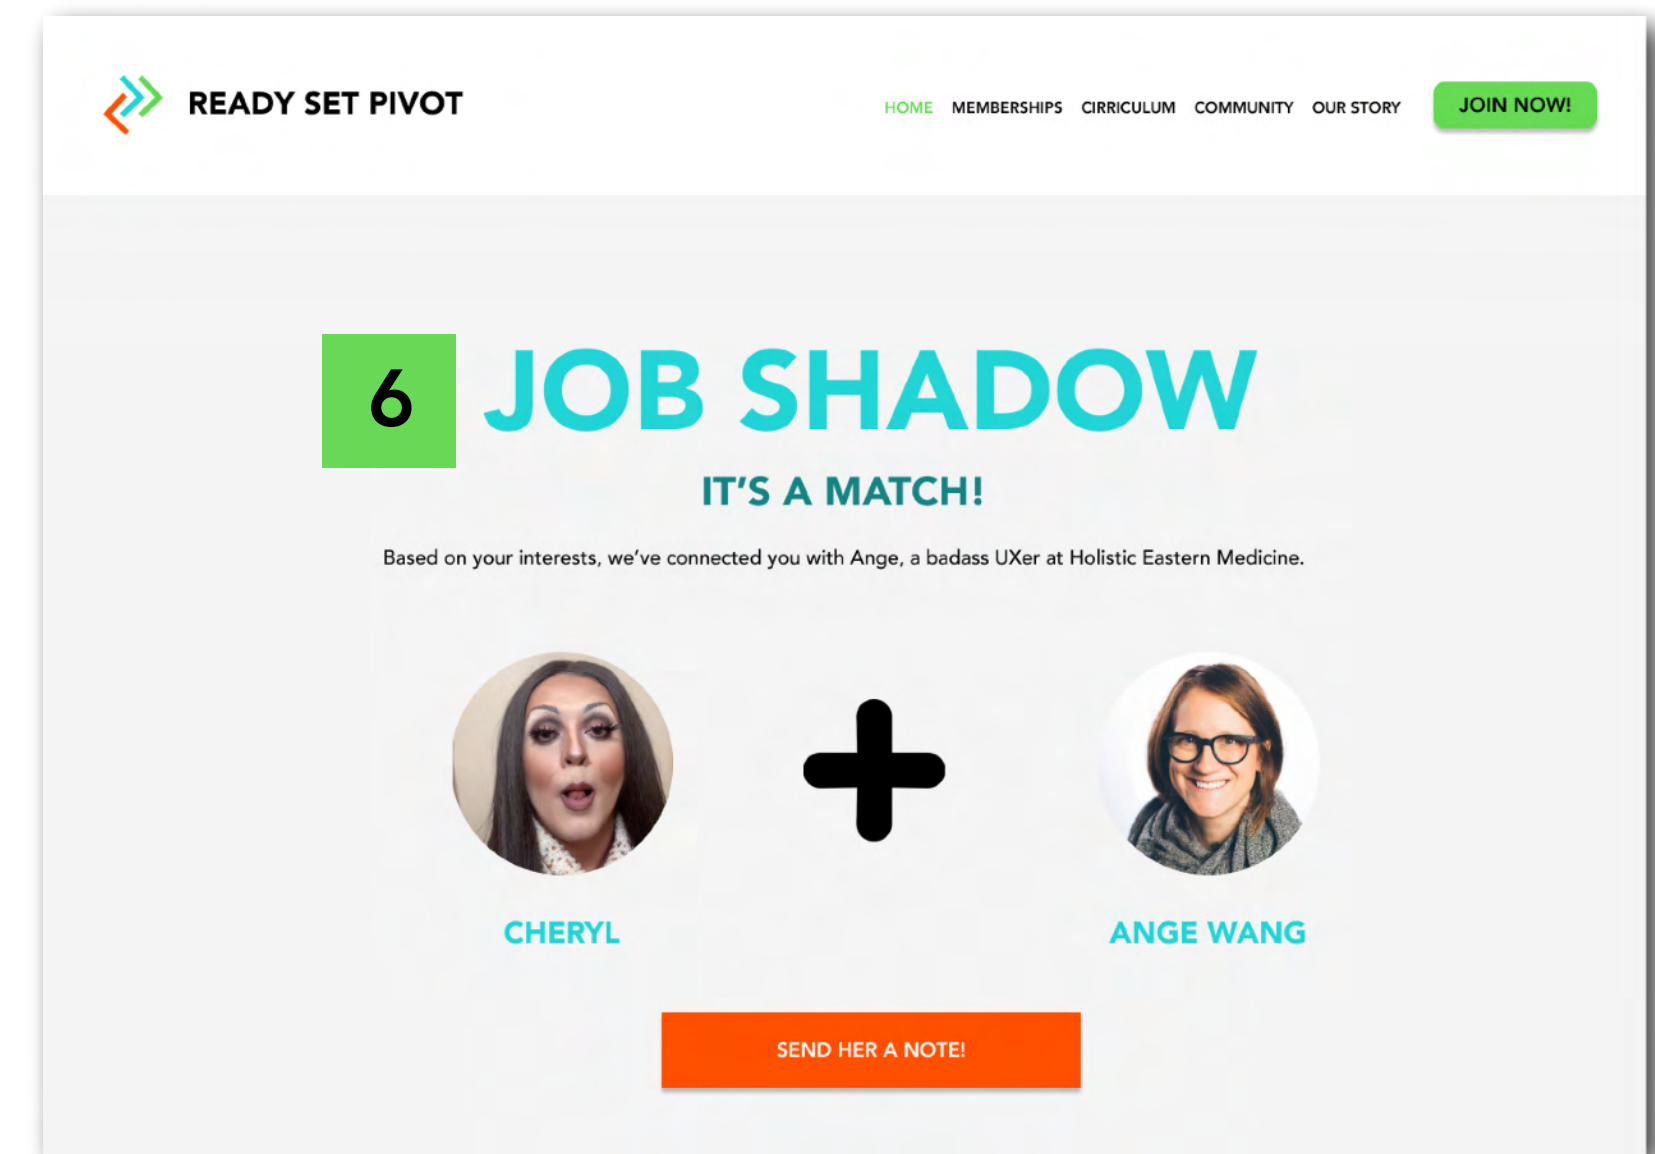 READY SET PIVOT
HOME MEMBERSHIPS CIRRICULUM COMMUNITY OUR STORY JOIN NOW!
6 JOB SHADOW
IT'S A MATCH!
Based on your interests, we've connected you with Ange, a badass UXer at Holistic Eastern Medicine.
CHERYL ANGE WANG
SEND HER A NOTE!